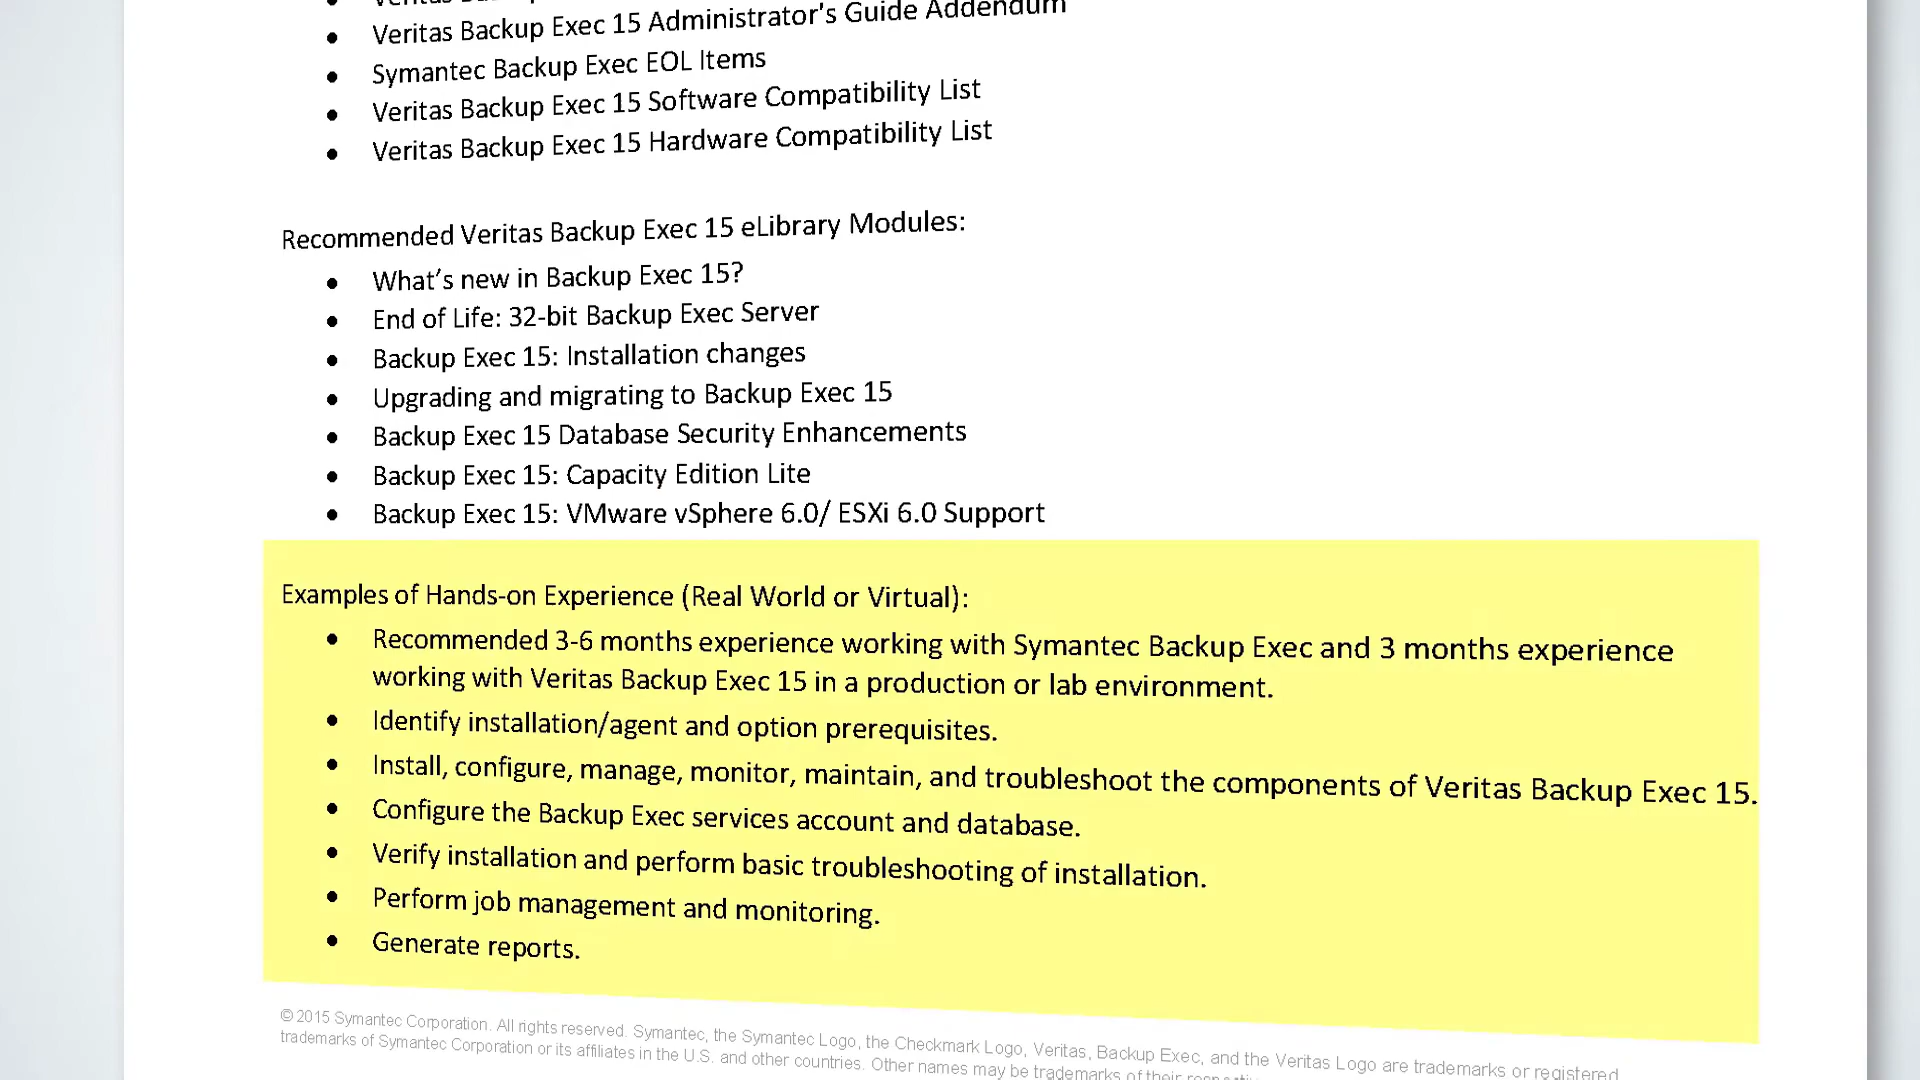 Veritas Backup Exec 15 Administrator's Guide Addendum
Symantec Backup Exec EOL Items
Veritas Backup Exec 15 Software Compatibility List
Veritas Backup Exec 15 Hardware Compatibility List
Recommended Veritas Backup Exec 15 eLibrary Modules:
What's new in Backup Exec 15?
End of Life: 32-bit Backup Exec Server
Backup Exec 15: Installation changes
Upgrading and migrating to Backup Exec 15
Backup Exec 15 Database Security Enhancements
Backup Exec 15: Capacity Edition Lite
Backup Exec 15: VMware vSphere 6.0/ ESXi 6.0 Support
Examples of Hands-on Experience (Real World or Virtual):
Recommended 3-6 months experience working with Symantec Backup Exec and 3 months experience
working with Veritas Backup Exec 15 in a production or lab environment.
Identify installation/agent and option prerequisites.
Install, configure, manage, monitor, maintain, and troubleshoot the components of Veritas Backup Exec 15.
Configure the Backup Exec services account and database.
Verify installation and perform basic troubleshooting of installation.
Perform job management and monitoring.
Generate reports.
© 2015 Symantec Corporation. All rights reserved. Symantec, the Symantec Logo, the Checkmark Logo, Veritas, Backup Exec, and the Veritas Logo are trademarks or registered
trademarks of Symantec Corporation or its affiliates in the U.S. and other countries. Other names may be trademarks of their